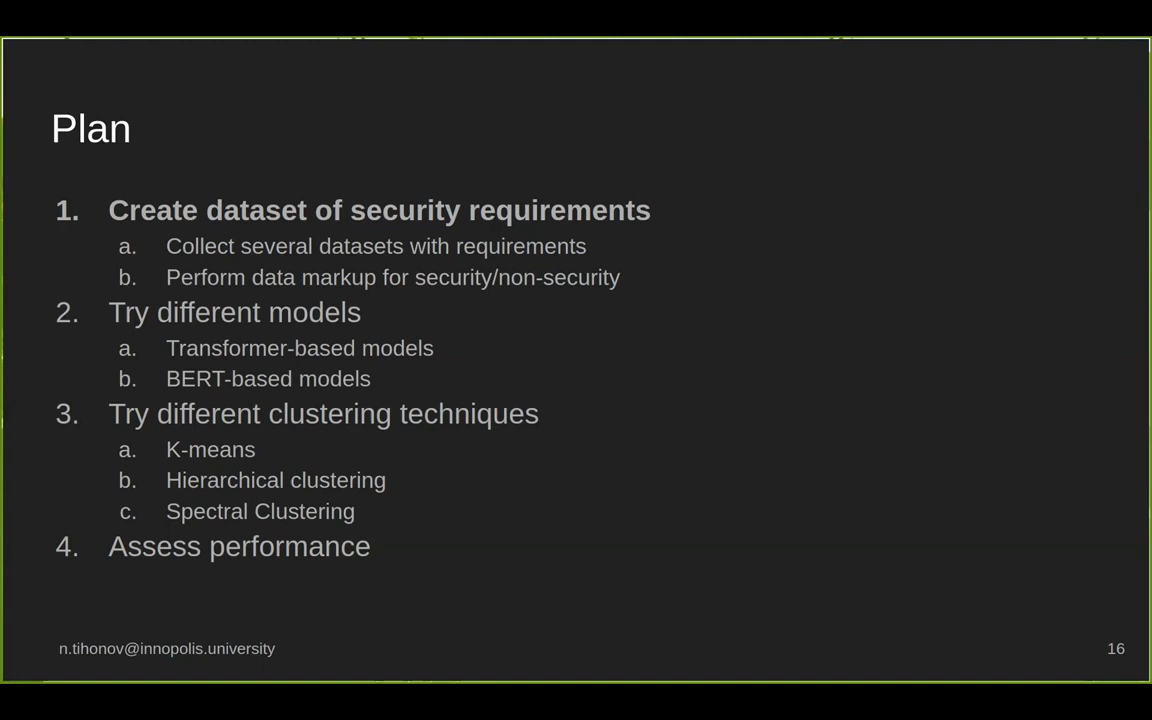 Plan
1. Create dataset of security requirements
a. Collect several datasets with requirements
b. Perform data markup for security/non-security
2. Try different models
a. Transformer-based models
b. BERT-based models
3. Try different clustering techniques
a. K-means
b. Hierarchical clustering
c. Spectral Clustering
4. Assess performance
n.tihonov@innopolis.university
16